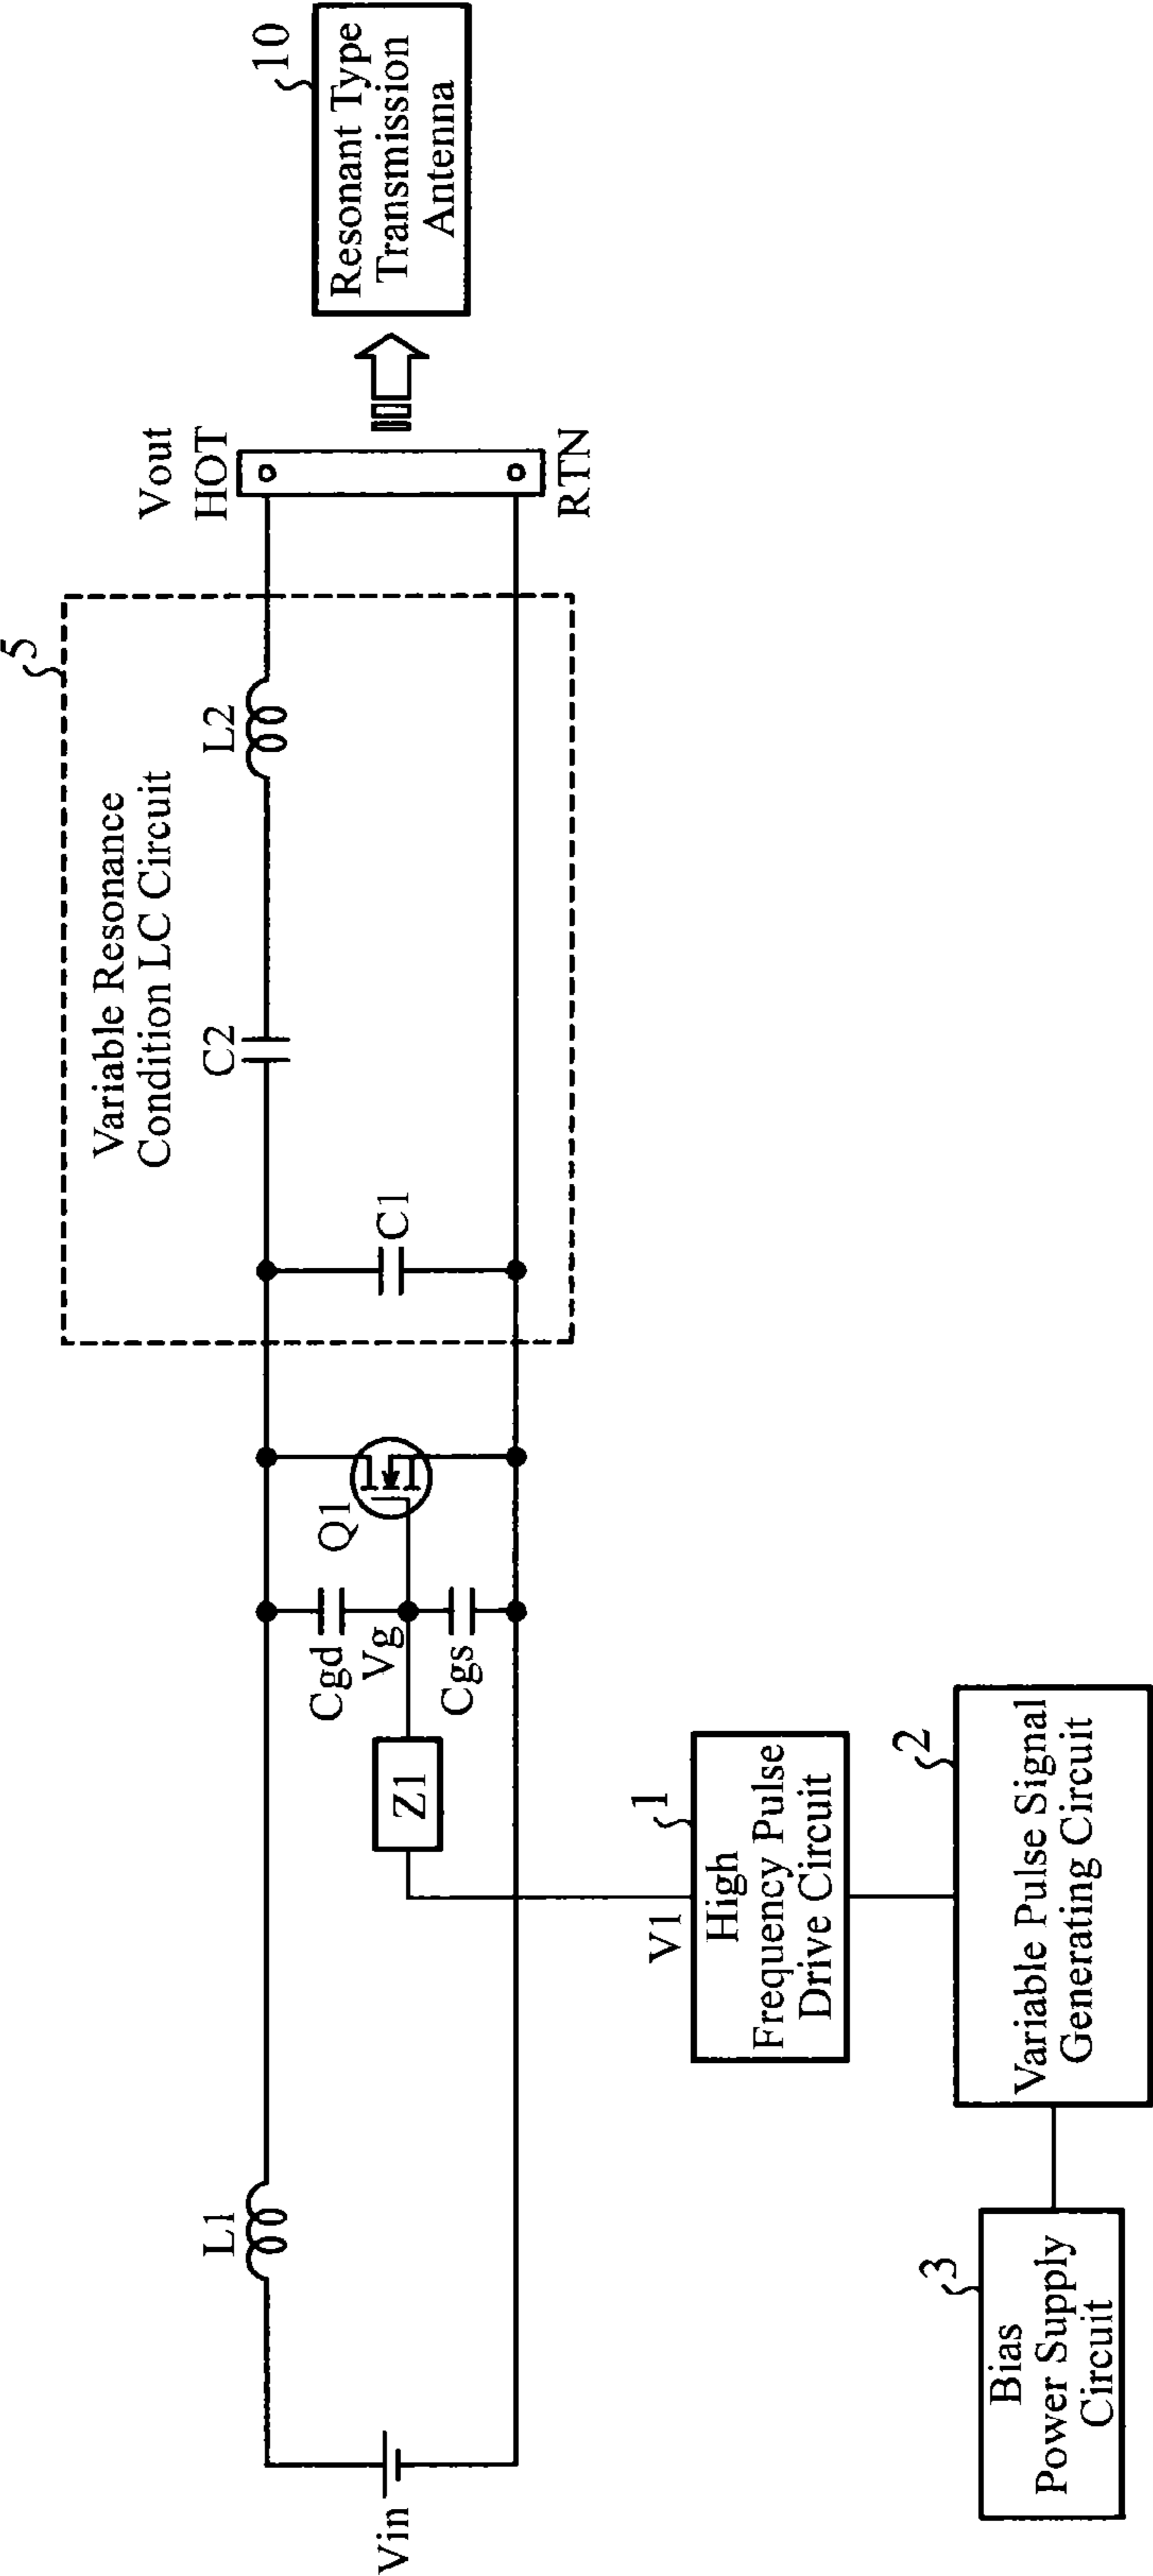 Vin
L1
Cgd
Vg
Cgs
Z1
Q1
5
Variable Resonance
Condition LC Circuit
C1
C2
L2
Vout
HOT
RTN
10
Resonant Type
Transmission
Antenna
V1
1
High
Frequency Pulse
Drive Circuit
3
Bias
Power Supply
Circuit
2
Variable Pulse Signal
Generating Circuit